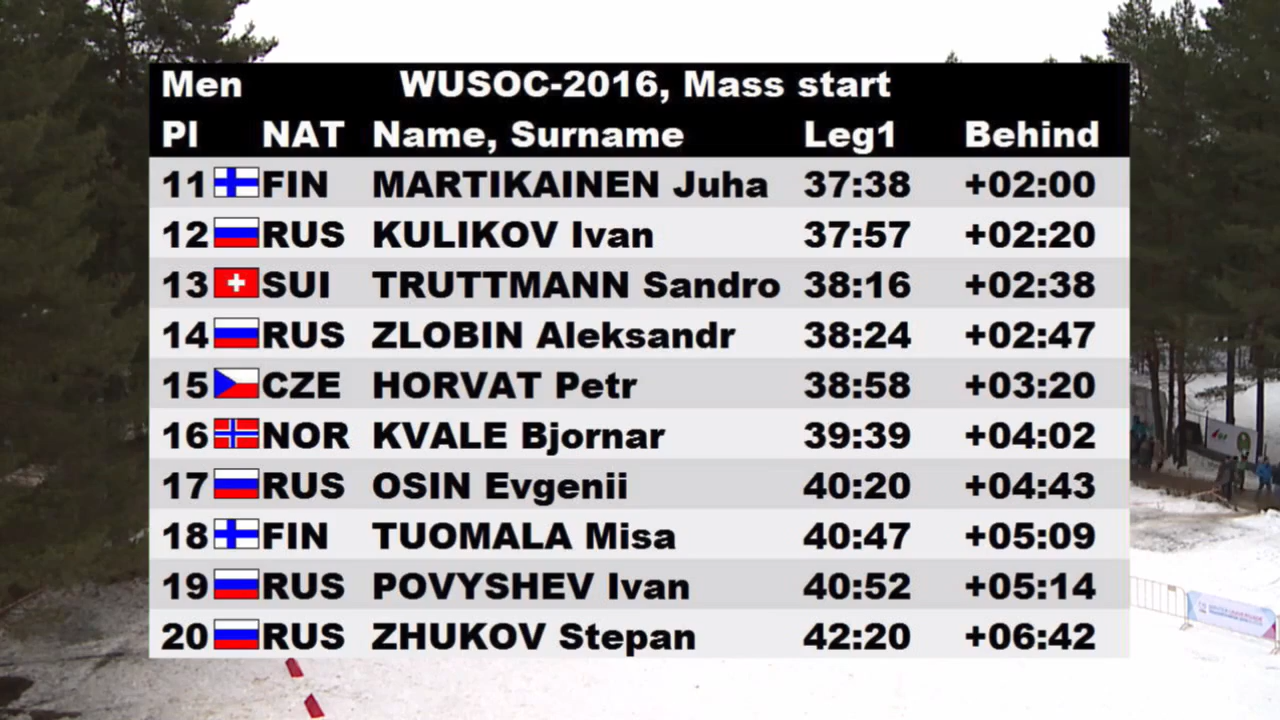 Men WUSOC-2016, Mass start
Pl NAT Name, Surname Leg1 Behind
11 FIN MARTIKAINEN Juha 37:38 +02:00
12 RUS KULIKOV Ivan 37:57 +02:20
13 SUI TRUTTMANN Sandro 38:16 +02:38
14 RUS ZLOBIN Aleksandr 38:24 +02:47
15 CZE HORVAT Petr 38:58 +03:20
16 NOR KVALE Bjornar 39:39 +04:02
17 RUS OSIN Evgenii 40:20 +04:43
18 FIN TUOMALA Misa 40:47 +05:09
19 RUS POVYSHEV Ivan 40:52 +05:14
20 RUS ZHUKOV Stepan 42:20 +06:42